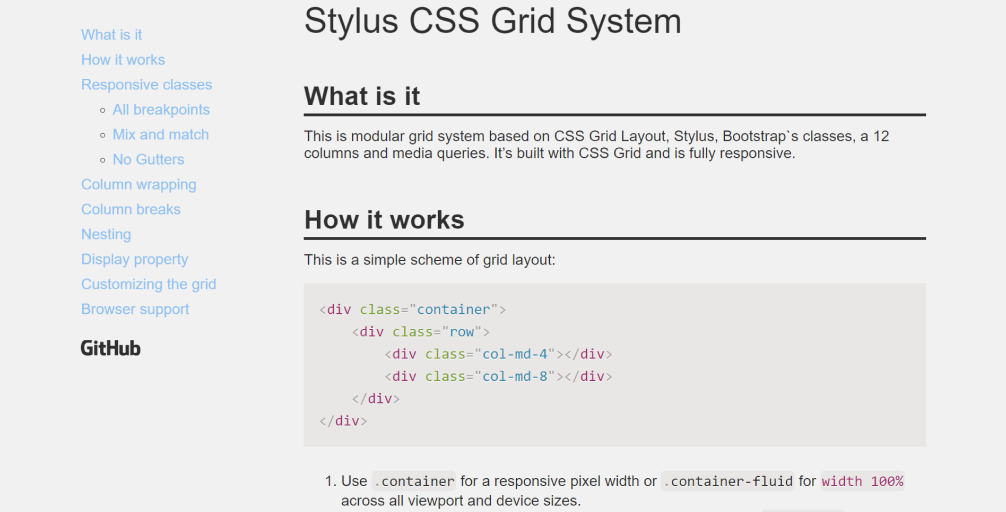 What is it
How it works
Responsive classes
All breakpoints
Mix and match
No Gutters
Column wrapping
Column breaks
Nesting
Display property
Customizing the grid
Browser support
GitHub
Stylus CSS Grid System
What is it
This is modular grid system based on CSS Grid Layout, Stylus, Bootstrap`s classes, a 12
columns and media queries. It's built with CSS Grid and is fully responsive.
How it works
This is a simple scheme of grid layout:
<div class="container">
    <div class="row">
        <div class="col-md-4"></div>
        <div class="col-md-8"></div>
    </div>
</div>
1. Use .container for a responsive pixel width or .container-fluid for width 100%
across all viewport and device sizes.